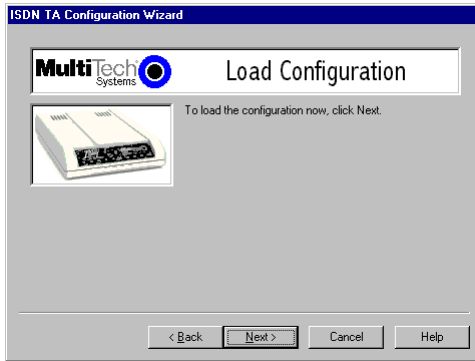 ISDN TA Configuration Wizard
MultiTech
Systems
Load Configuration
To load the configuration now, click Next.
< Back
Next >
Cancel
Help